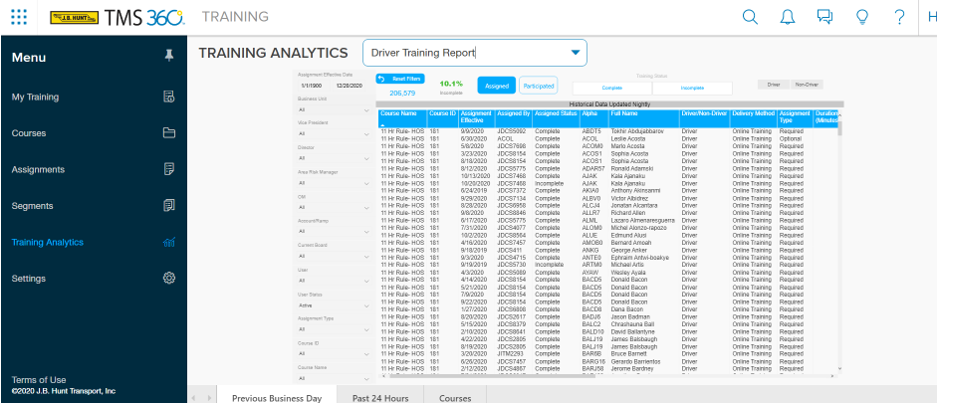 J.B. HUNT TMS 360 TRAINING H
Menu
My Training
Courses
Assignments
Segments
Training Analytics
Settings
Terms of Use
©2020 J.B. Hunt Transport, Inc
TRAINING ANALYTICS Driver Training Report
Assignment Effective Date
1/1/1900 12/28/2020
Business Unit
All
Vice President
All
Director
All
Area Risk Manager
All
CM
All
Account/Ramp
All
Current Board
All
User
All
User Status
Active
Assignment Type
All
Course ID
All
Course Name
All
Reset Filters
206,579
10.1%
Incomplete
Assigned Participated
Training Status
Complete Incomplete
Driver Non-Driver
Historical Data Updated Nightly
Course Name Course ID Assignment Effective Assigned By Assigned Status Alpha Full Name Driver/Non-Driver Delivery Method Assignment Type Duration (Minutes
11 Hr Rule- HOS 181 9/9/2020 JDCS5092 Complete ABDT5 Tokhir Abdujabbarov Driver Online Training Required
11 Hr Rule- HOS 181 6/30/2020 ACOL Complete ACOL Leslie Acosta Driver Online Training Optional
11 Hr Rule- HOS 181 5/8/2020 JDCS7698 Complete ACOM0 Mario Acosta Driver Online Training Required
11 Hr Rule- HOS 181 3/23/2020 JDCS8154 Complete ACOS1 Sophia Acosta Driver Online Training Required
11 Hr Rule- HOS 181 8/18/2020 JDCS8154 Complete ACOS1 Sophia Acosta Driver Online Training Required
11 Hr Rule- HOS 181 8/12/2020 JDCS5775 Complete ADAR57 Ronald Adamski Driver Online Training Required
11 Hr Rule- HOS 181 10/13/2020 JDCS7468 Complete AJAK Kala Ajanaku Driver Online Training Required
11 Hr Rule- HOS 181 10/20/2020 JDCS7468 Incomplete AJAK Kala Ajanaku Driver Online Training Required
11 Hr Rule- HOS 181 6/24/2019 JDCS7372 Complete AKIA0 Anthony Akinsanmi Driver Online Training Required
11 Hr Rule- HOS 181 9/29/2020 JDCS7134 Complete ALBV0 Victor Albidrez Driver Online Training Required
11 Hr Rule- HOS 181 8/28/2020 JDCS6958 Complete ALCJ4 Jonatan Alcantara Driver Online Training Required
11 Hr Rule- HOS 181 9/8/2020 JDCS8846 Complete ALLR7 Richard Allen Driver Online Training Required
11 Hr Rule- HOS 181 6/17/2020 JDCS5775 Complete ALML Lazaro Almenaresguerra Driver Online Training Required
11 Hr Rule- HOS 181 7/31/2020 JDCS4077 Complete ALOM0 Michel Alonzo-repozo Driver Online Training Required
11 Hr Rule- HOS 181 10/2/2020 JDCS8564 Complete ALUE Edmund Alusi Driver Online Training Required
11 Hr Rule- HOS 181 4/16/2020 JDCS7457 Complete AMOB0 Bernard Amoah Driver Online Training Required
11 Hr Rule- HOS 181 9/18/2019 JDCS411 Complete ANKG George Anker Driver Online Training Required
11 Hr Rule- HOS 181 9/3/2020 JDCS4715 Complete ANTE0 Ephraim Antwi-boakye Driver Online Training Required
11 Hr Rule- HOS 181 9/19/2019 JDCS5730 Incomplete ARTM0 Michael Artis Driver Online Training Required
11 Hr Rule- HOS 181 4/3/2020 JDCS5089 Complete AYAW Wesley Ayala Driver Online Training Required
11 Hr Rule- HOS 181 4/14/2020 JDCS8154 Complete BACD5 Donald Bacon Driver Online Training Required
11 Hr Rule- HOS 181 5/21/2020 JDCS8154 Complete BACD5 Donald Bacon Driver Online Training Required
11 Hr Rule- HOS 181 7/9/2020 JDCS8154 Complete BACD5 Donald Bacon Driver Online Training Required
11 Hr Rule- HOS 181 9/22/2020 JDCS8154 Complete BACD5 Donald Bacon Driver Online Training Required
11 Hr Rule- HOS 181 1/27/2020 JDCS6806 Complete BACD8 Dana Bacon Driver Online Training Required
11 Hr Rule- HOS 181 8/20/2020 JDCS2617 Complete BADJ6 Jason Badman Driver Online Training Required
11 Hr Rule- HOS 181 5/15/2020 JDCS8379 Complete BALC2 Chrashauna Ball Driver Online Training Required
11 Hr Rule- HOS 181 2/10/2020 JDCS6641 Complete BALD10 David Ballantyne Driver Online Training Required
11 Hr Rule- HOS 181 4/22/2020 JDCS2805 Complete BALJ19 James Balsbaugh Driver Online Training Required
11 Hr Rule- HOS 181 8/19/2020 JDCS2805 Complete BALJ19 James Balsbaugh Driver Online Training Required
11 Hr Rule- HOS 181 3/20/2020 JITM2293 Complete BAR6B Bruce Barnett Driver Online Training Required
11 Hr Rule- HOS 181 6/26/2020 JDCS7457 Complete BARG16 Gerardo Barrientos Driver Online Training Required
11 Hr Rule- HOS 181 2/12/2020 JDCS4867 Complete BARJ58 Jerome Bardney Driver Online Training Required
Previous Business Day Past 24 Hours Courses